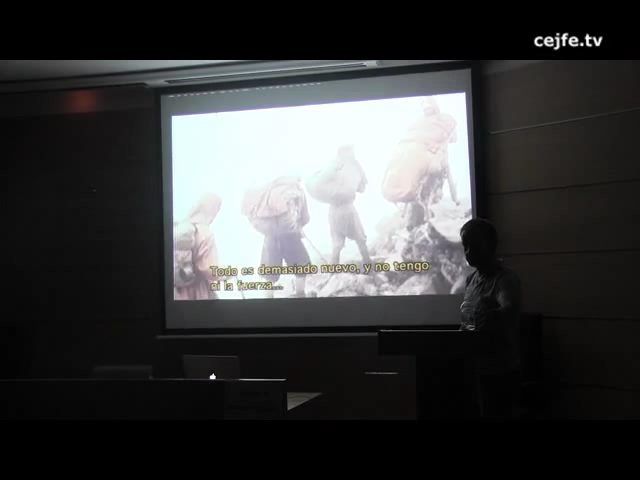 cejfe.tv
Todo es demasiado nuevo, y no tengo
ni la fuerza...